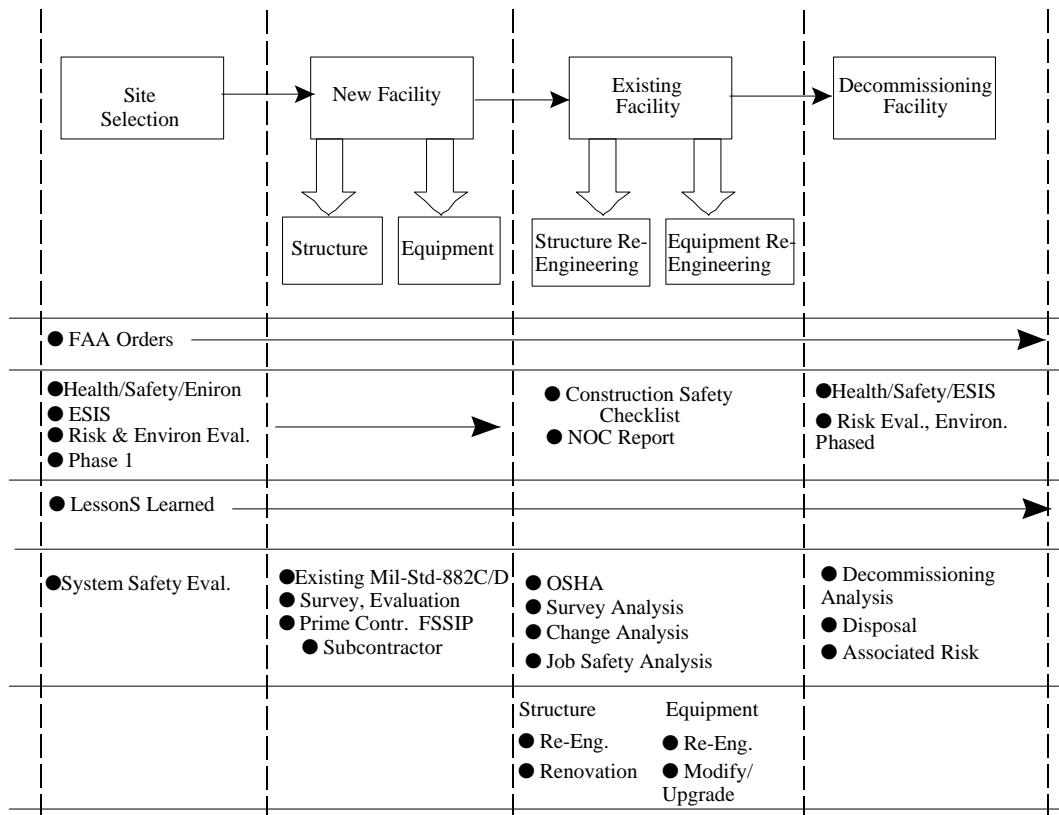 Site
Selection
New Facility
Existing
Facility
Decommissioning
Facility
Structure
Equipment
Structure Re-
Engineering
Equipment Re-
Engineering
● FAA Orders
●Health/Safety/Eniron
● ESIS
● Risk & Environ Eval.
● Phase 1
● Construction Safety
Checklist
● NOC Report
●Health/Safety/ESIS
● Risk Eval., Environ.
Phased
● LessonS Learned
●System Safety Eval.
●Existing Mil-Std-882C/D
● Survey, Evaluation
● Prime Contr. FSSIP
● Subcontractor
● OSHA
● Survey Analysis
● Change Analysis
● Job Safety Analysis
● Decommissioning
Analysis
● Disposal
● Associated Risk
Structure
● Re-Eng.
● Renovation
Equipment
● Re-Eng.
● Modify/
Upgrade